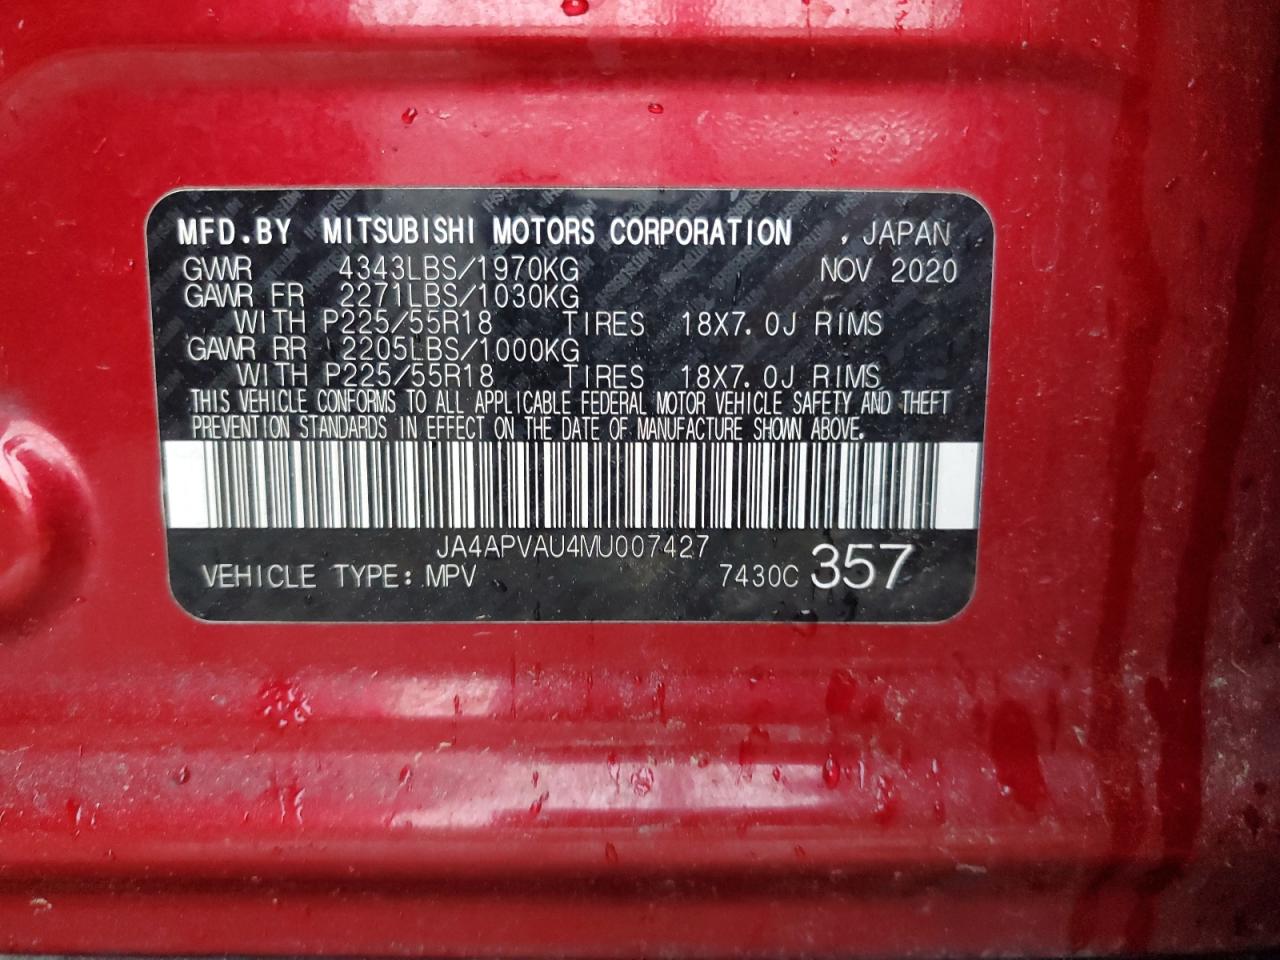 MFD.BY MITSUBISHI MOTORS CORPORATION , JAPAN
GVWR 4343LBS/1970KG NOV 2020
GAWR FR 2271LBS/1030KG
WITH P225/55R18 TIRES 18X7.0J RIMS
GAWR RR 2205LBS/1000KG
WITH P225/55R18 TIRES 18X7.0J RIMS
THIS VEHICLE CONFORMS TO ALL APPLICABLE FEDERAL MOTOR VEHICLE SAFETY AND THEFT
PREVENTION STANDARDS IN EFFECT ON THE DATE OF MANUFACTURE SHOWN ABOVE.
JA4APVAU4MU007427
VEHICLE TYPE: MPV 7430C 357